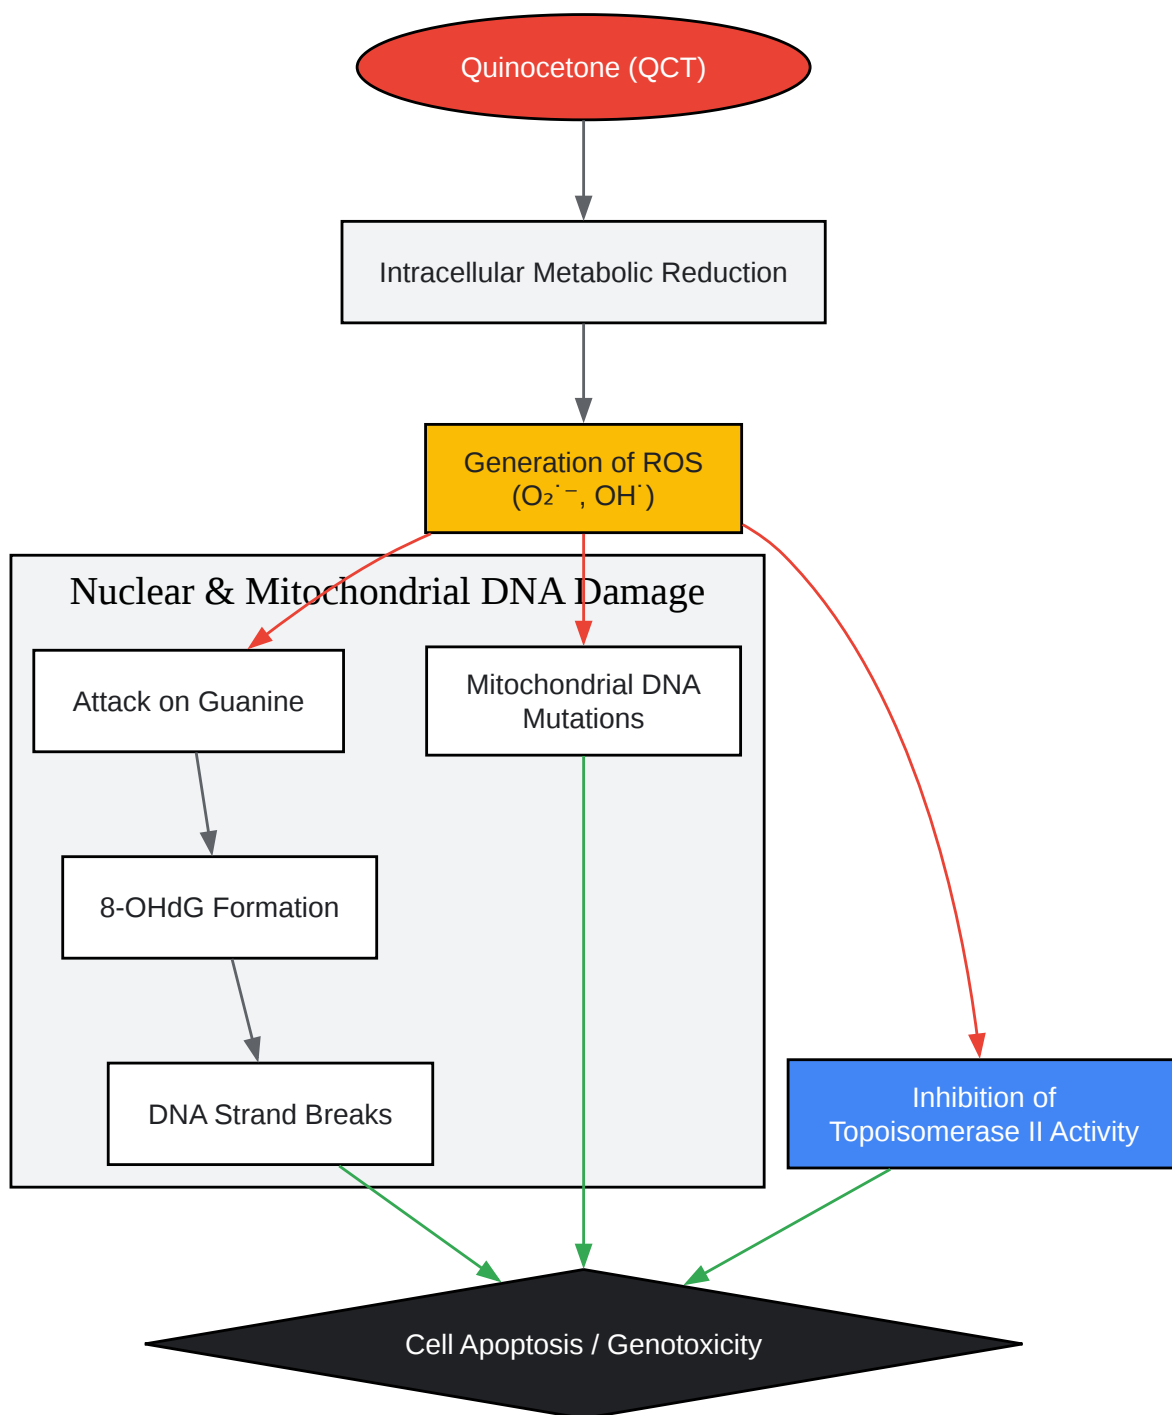 Quinocetone (QCT)
Intracellular Metabolic Reduction
Generation of ROS
(O₂˙⁻, OH˙)
Nuclear & Mitochondrial DNA Damage
Attack on Guanine
Mitochondrial DNA
Mutations
8-OHdG Formation
DNA Strand Breaks
Inhibition of
Topoisomerase II Activity
Cell Apoptosis / Genotoxicity